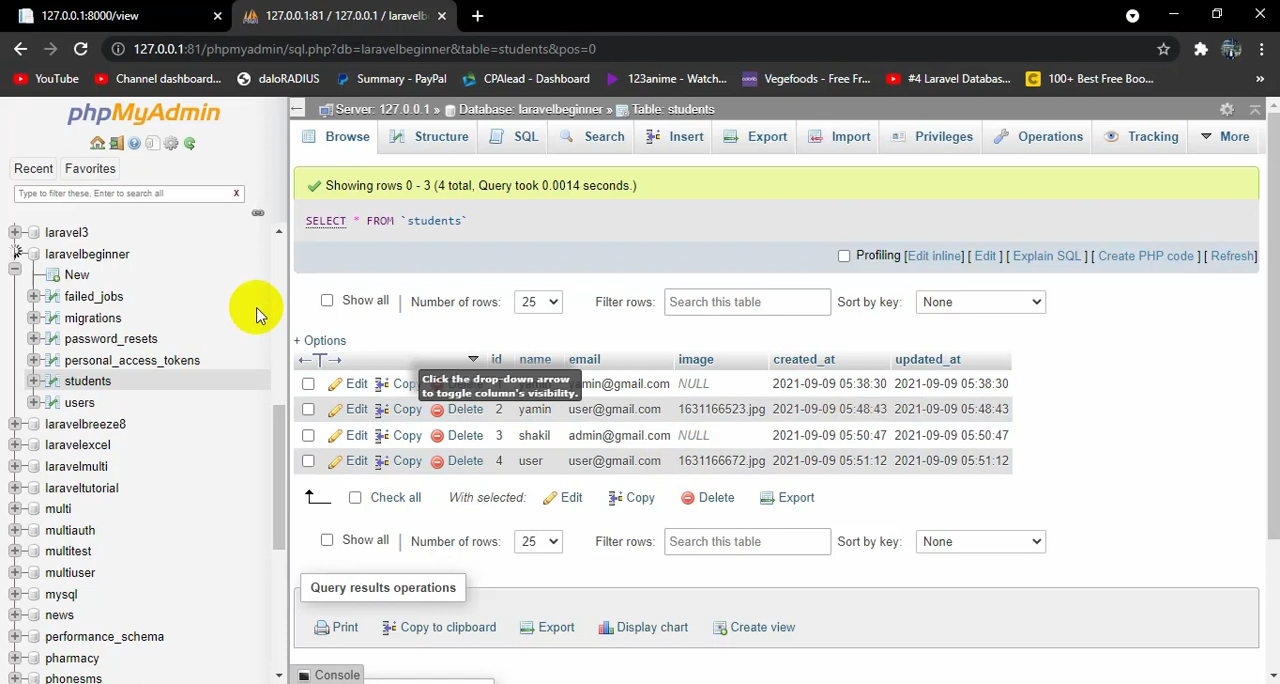 127.0.0.1:8000/view
127.0.0.1:81 / 127.0.0.1 / laravelb
127.0.0.1:81/phpmyadmin/sql.php?db=laravelbeginner&table=students&pos=0
YouTube Channel dashboard... daloRADIUS Summary - PayPal CPAlead - Dashboard 123anime - Watch... Vegefoods - Free Fr... #4 Laravel Databas... 100+ Best Free Boo... »
phpMyAdmin
Recent Favorites
Type to filter these, Enter to search all X
laravel3
laravelbeginner
New
failed_jobs
migrations
password_resets
personal_access_tokens
students
users
laravelbreeze8
laravelexcel
laravelmulti
laraveltutorial
multi
multiauth
multitest
multiuser
mysql
news
performance_schema
pharmacy
phonesms
Server: 127.0.0.1 » Database: laravelbeginner » Table: students
Browse Structure SQL Search Insert Export Import Privileges Operations Tracking More
Showing rows 0 - 3 (4 total, Query took 0.0014 seconds.)
SELECT * FROM `students`
Profiling [Edit inline] [ Edit ] [ Explain SQL ] [ Create PHP code ] [ Refresh]
Show all | Number of rows: 25 Filter rows: Search this table Sort by key: None
+ Options
←T→ id name email image created_at updated_at
Click the drop-down arrow
to toggle column's visibility.
Edit Cop amin@gmail.com NULL 2021-09-09 05:38:30 2021-09-09 05:38:30
Edit Copy Delete 2 yamin user@gmail.com 1631166523.jpg 2021-09-09 05:48:43 2021-09-09 05:48:43
Edit Copy Delete 3 shakil admin@gmail.com NULL 2021-09-09 05:50:47 2021-09-09 05:50:47
Edit Copy Delete 4 user user@gmail.com 1631166672.jpg 2021-09-09 05:51:12 2021-09-09 05:51:12
Check all With selected: Edit Copy Delete Export
Show all | Number of rows: 25 Filter rows: Search this table Sort by key: None
Query results operations
Print Copy to clipboard Export Display chart Create view
Console